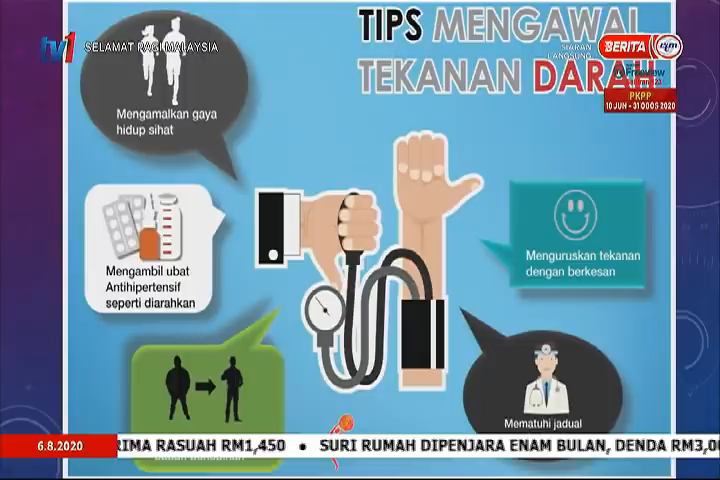 tv1
SELAMAT PAGI MALAYSIA
TIPS MENGAWAL
TEKANAN DARAH
SIARAN
LANGSUNG
BERITA
PKPP
10 JUN - 31 OGOS 2020
Mengamalkan gaya
hidup sihat
Mengambil ubat
Antihipertensif
seperti diarahkan
Menguruskan tekanan
dengan berkesan
Mematuhi jadual
6.8.2020
RIMA RASUAH RM1,450 • SURI RUMAH DIPENJARA ENAM BULAN, DENDA RM3,0